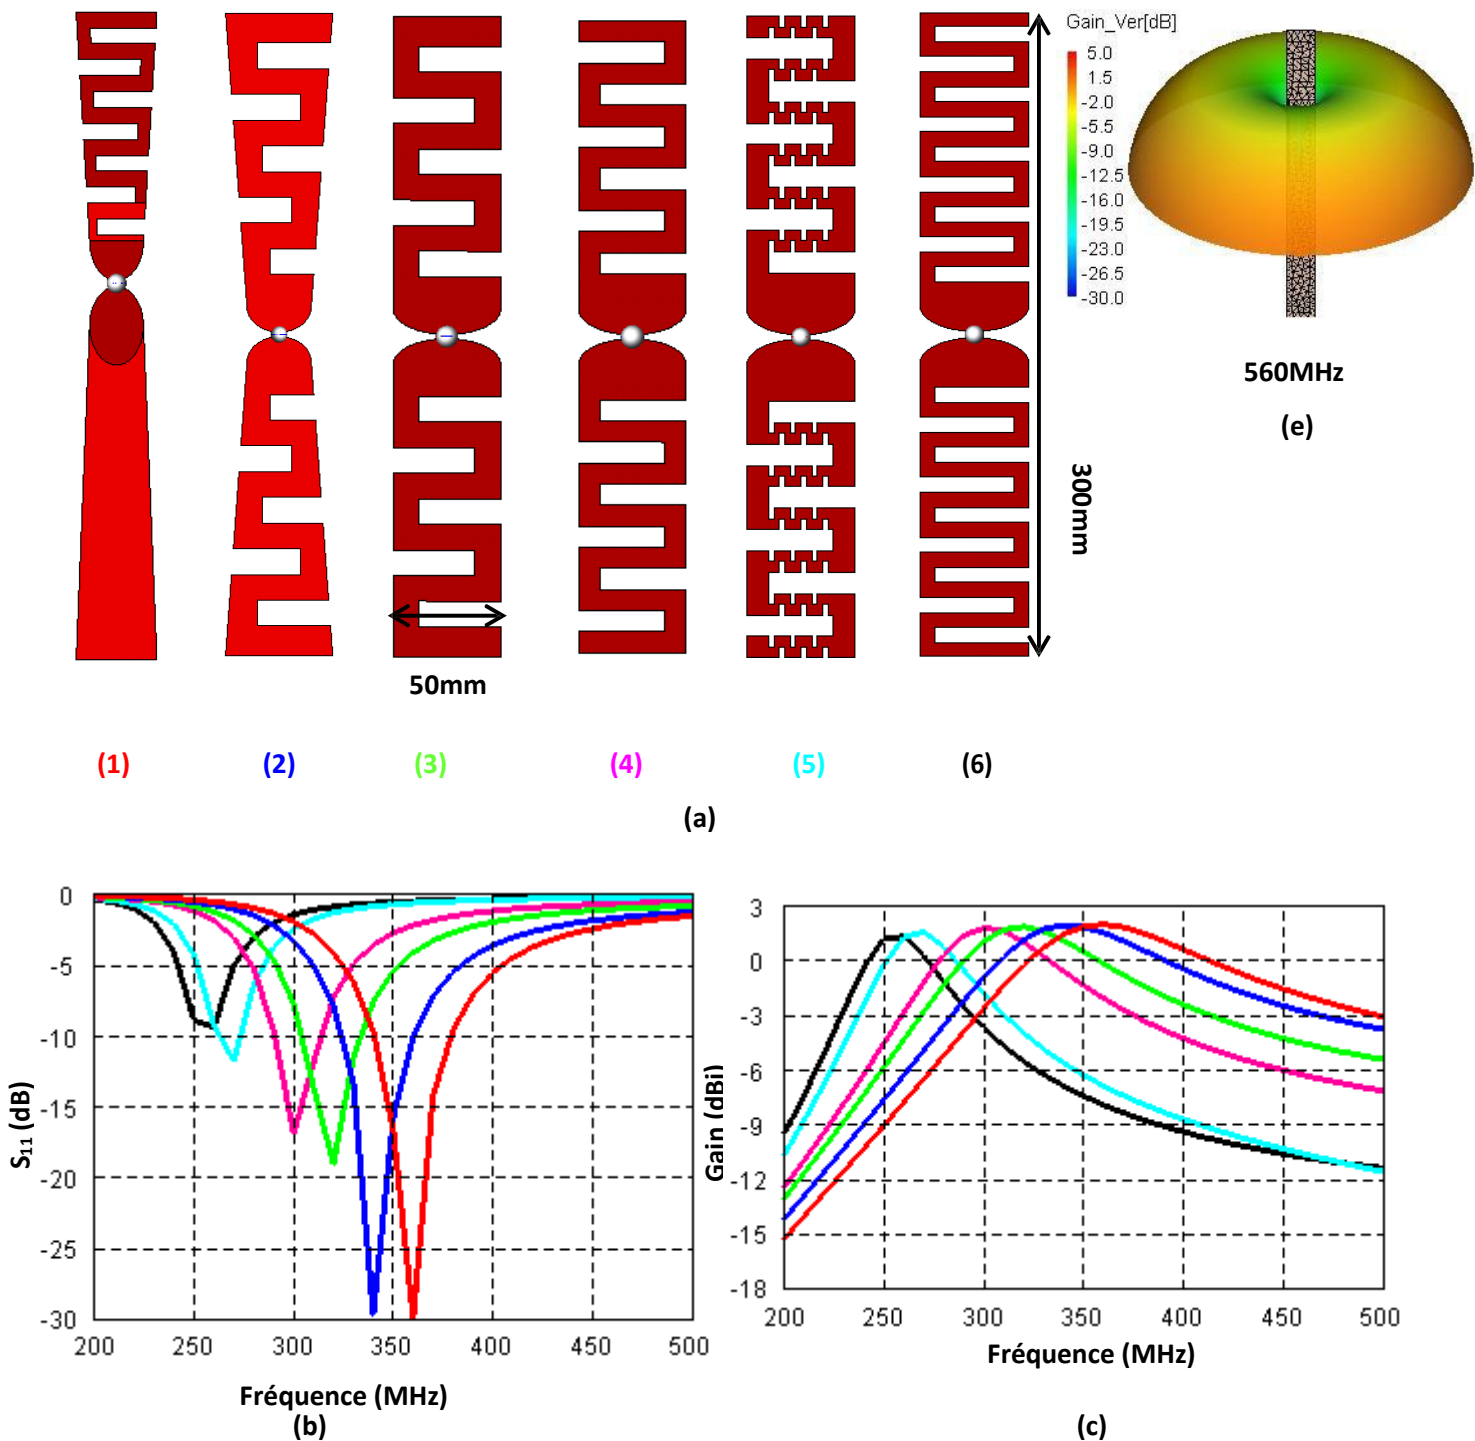 Gain_Ver[dB]
5.0
1.5
-2.0
-5.5
-9.0
-12.5
-16.0
-19.5
-23.0
-26.5
-30.0
560MHz
(e)
300mm
50mm
(1) (2) (3) (4) (5) (6)
(a)
S₁₁ (dB)
0
-5
-10
-15
-20
-25
-30
200 250 300 350 400 450 500
Fréquence (MHz)
(b)
Gain (dBi)
3
0
-3
-6
-9
-12
-15
-18
200 250 300 350 400 450 500
Fréquence (MHz)
(c)